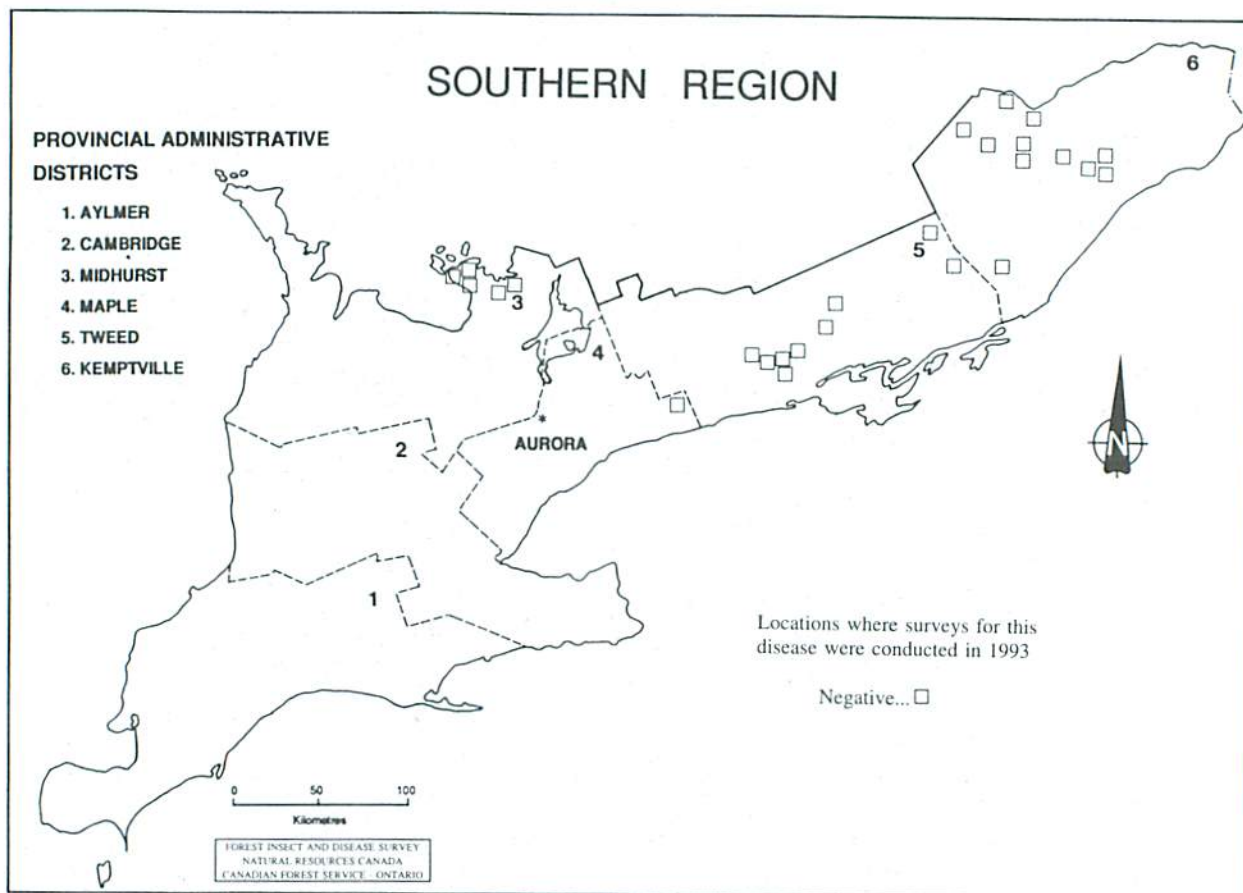 SOUTHERN REGION
6
PROVINCIAL ADMINISTRATIVE
DISTRICTS
1. AYLMER
2. CAMBRIDGE
3. MIDHURST
4. MAPLE
5. TWEED
6. KEMPTVILLE
5
3
4
* AURORA
2
N
1
Locations where surveys for this
disease were conducted in 1993
Negative... □
0 50 100
Kilometres
FOREST INSECT AND DISEASE SURVEY
NATURAL RESOURCES CANADA
CANADIAN FOREST SERVICE - ONTARIO